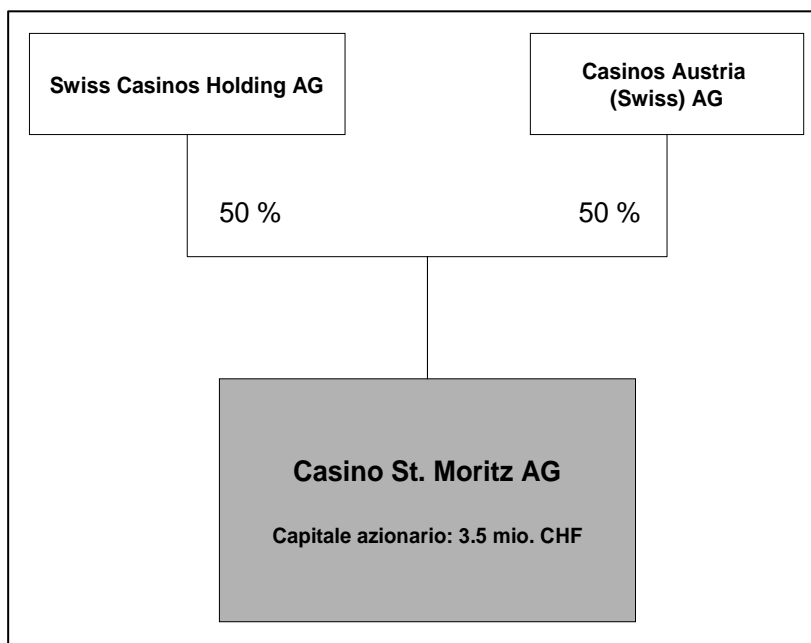 Swiss Casinos Holding AG
Casinos Austria
(Swiss) AG
50 %
50 %
Casino St. Moritz AG
Capitale azionario: 3.5 mio. CHF